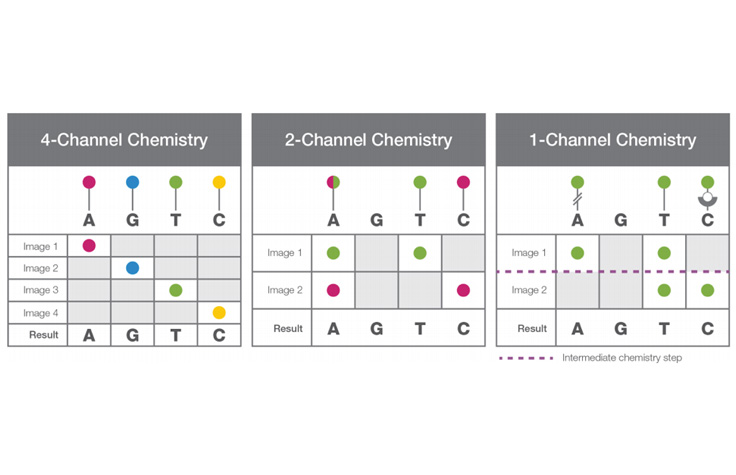 4-Channel Chemistry
A G T C
Image 1
Image 2
Image 3
Image 4
Result A G T C
2-Channel Chemistry
A G T C
Image 1
Image 2
Result A G T C
1-Channel Chemistry
A G T C
Image 1
Image 2
Result A G T C
Intermediate chemistry step